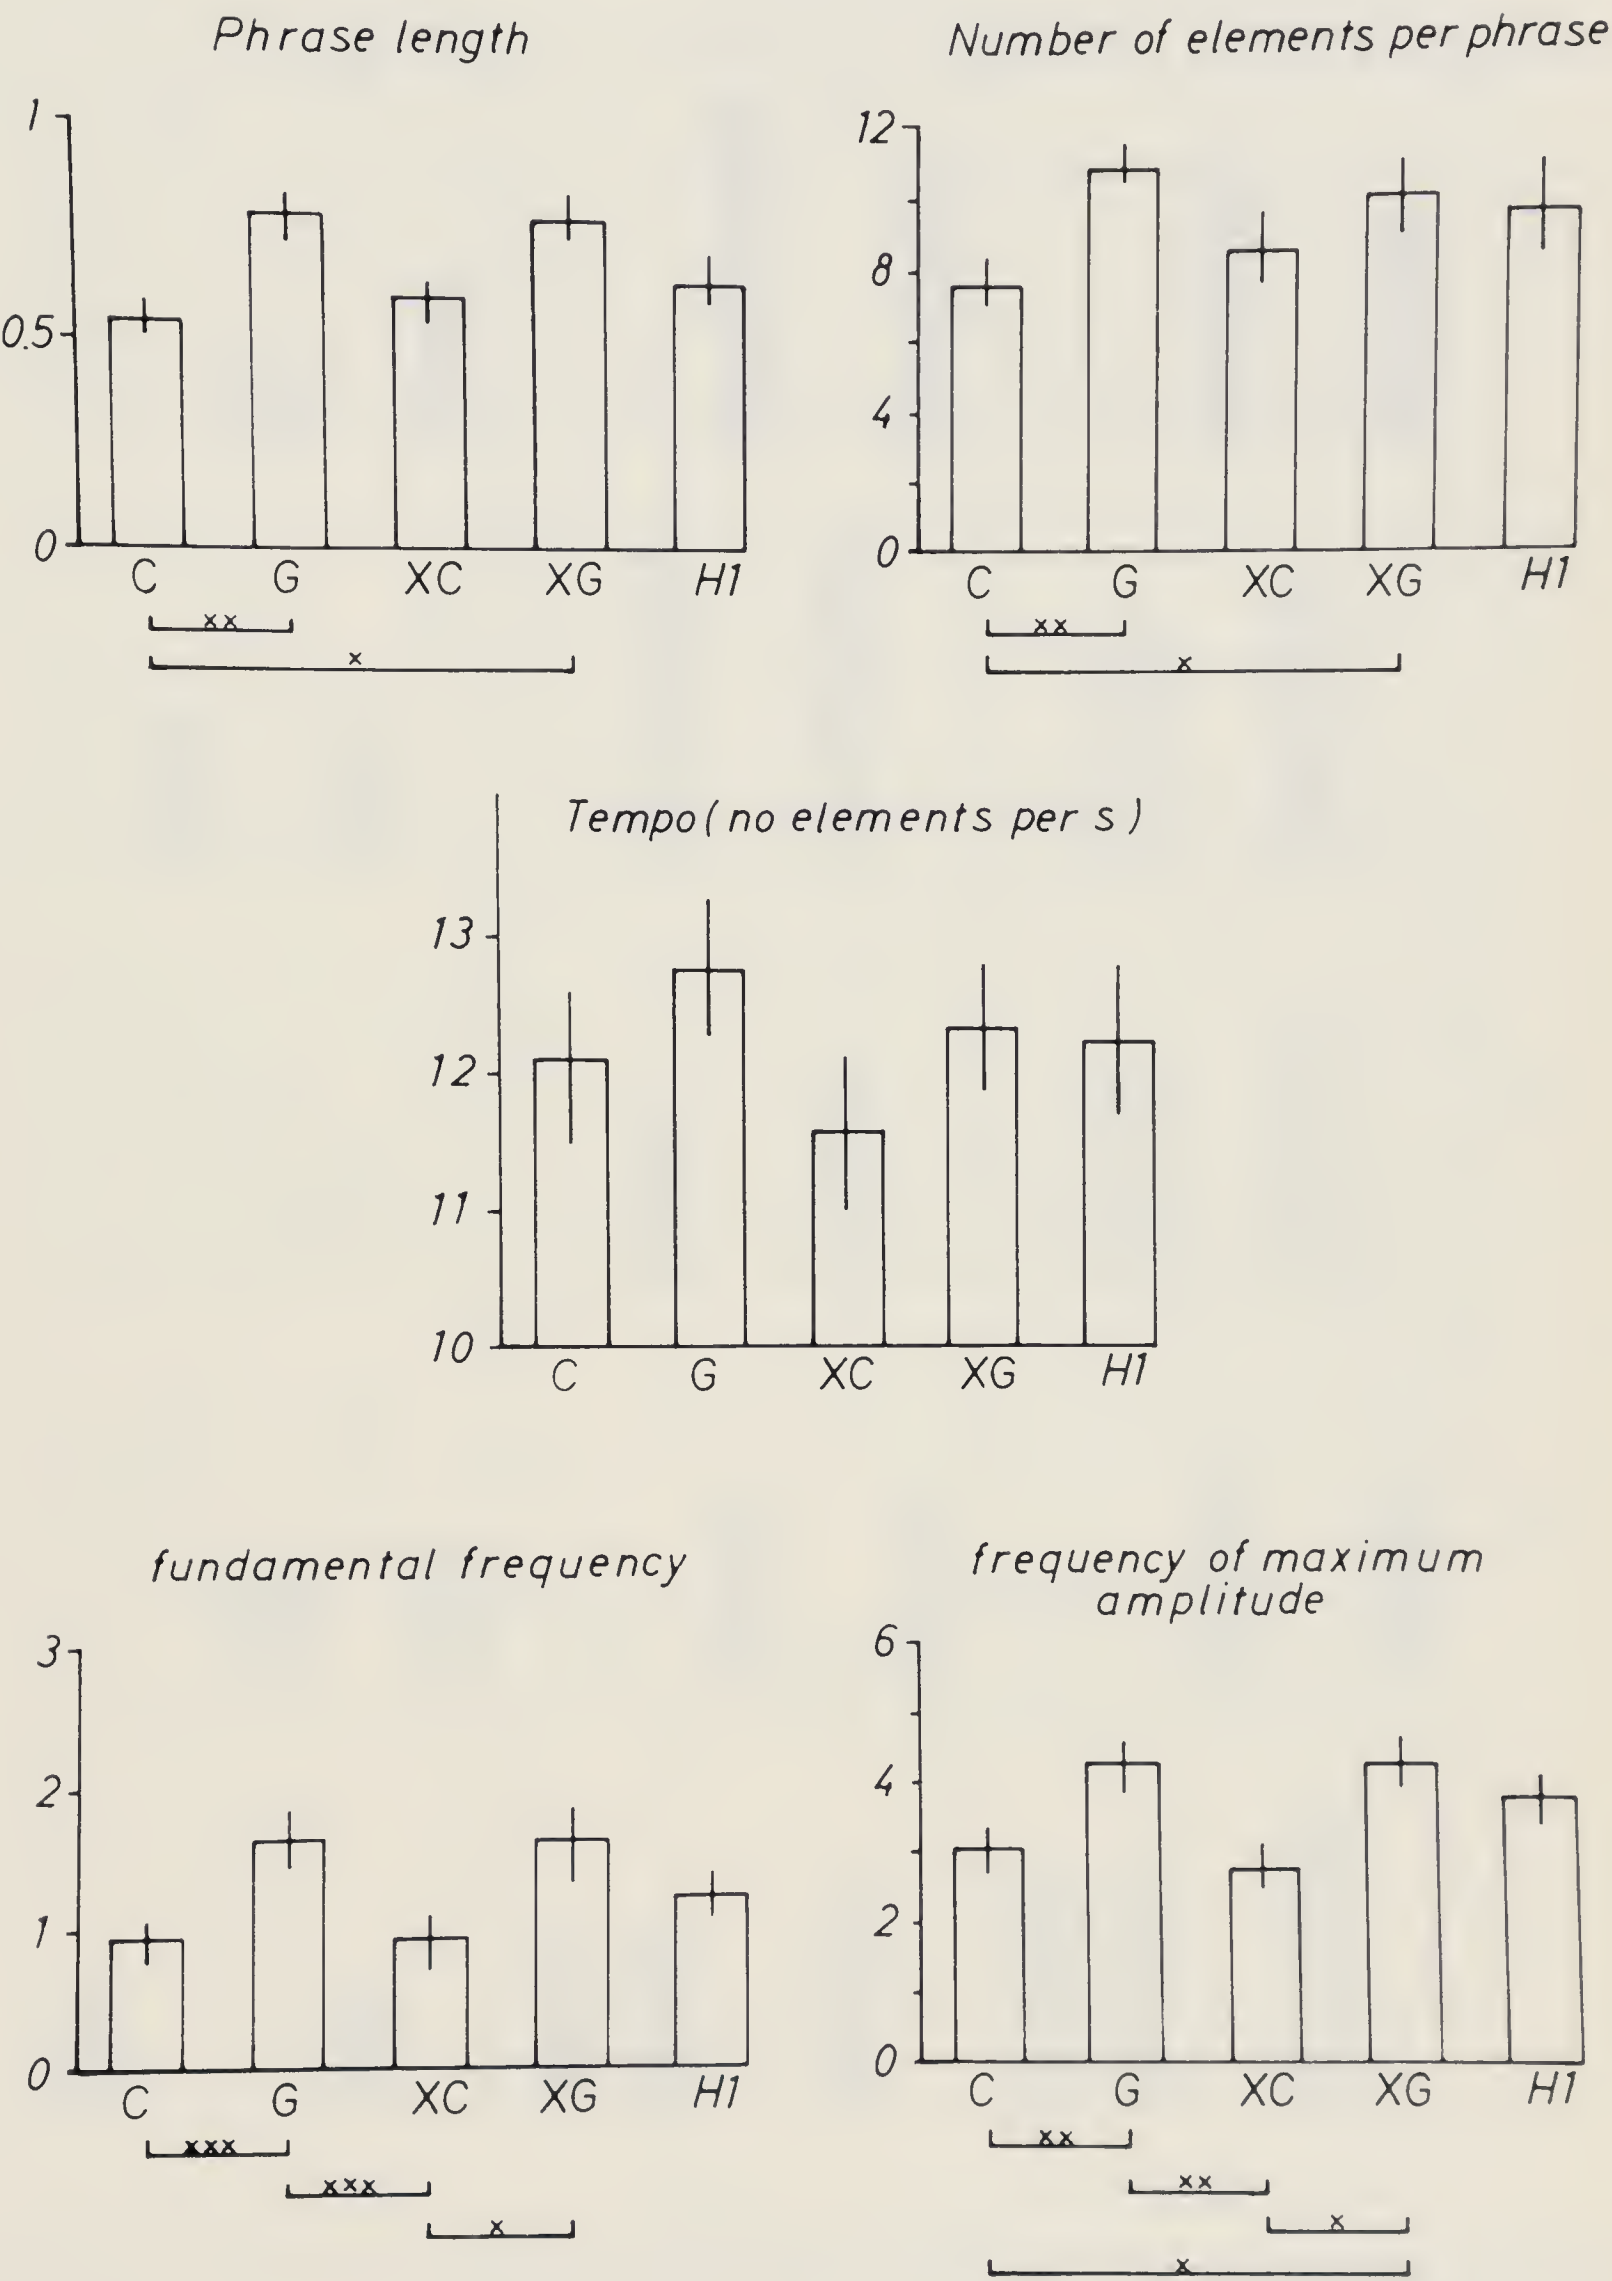 Phrase length
1
0.5
0
C G XC XG H1
xx
x
Number of elements per phrase
12
8
4
0
C G XC XG H1
xx
x
Tempo (no elements per s)
13
12
11
10
C G XC XG H1
fundamental frequency
3
2
1
0
C G XC XG H1
xxx
xxx
x
frequency of maximum
amplitude
6
4
2
0
C G XC XG H1
xx
xx
x
x